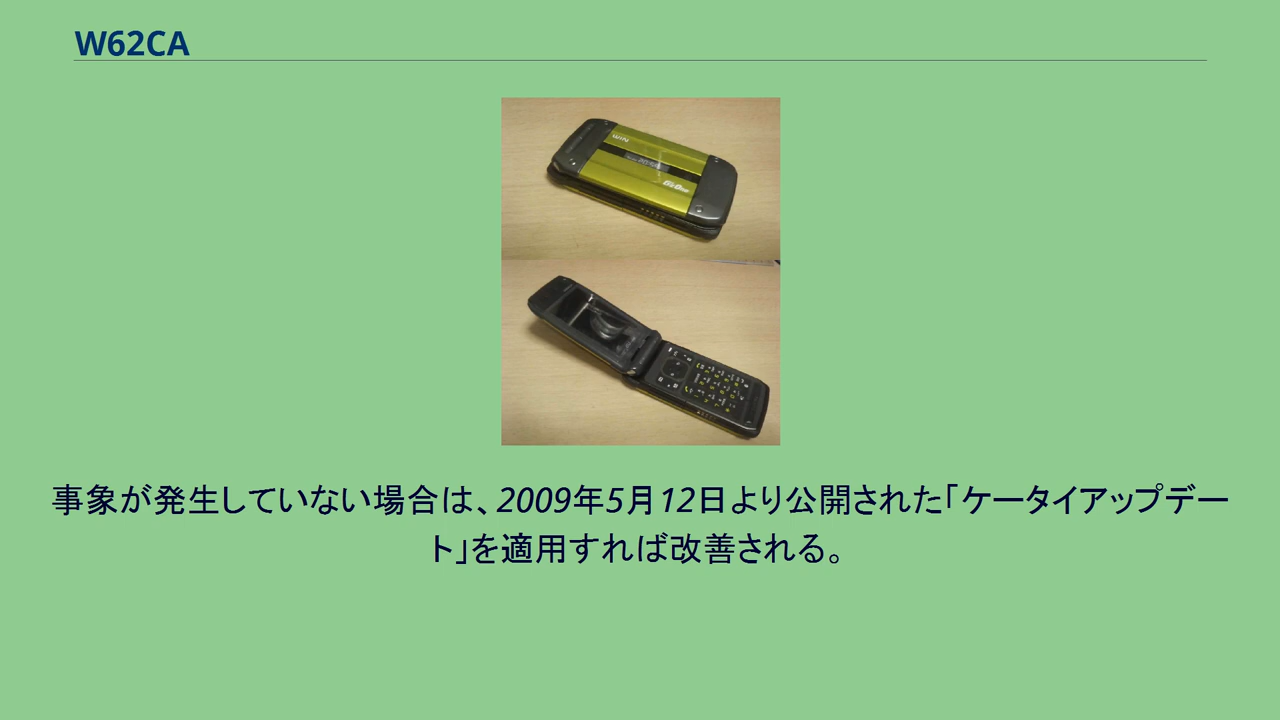 W62CA
WIN
G'zOne
事象が発生していない場合は、2009年5月12日より公開された「ケータイアップデー
ト」を適用すれば改善される。